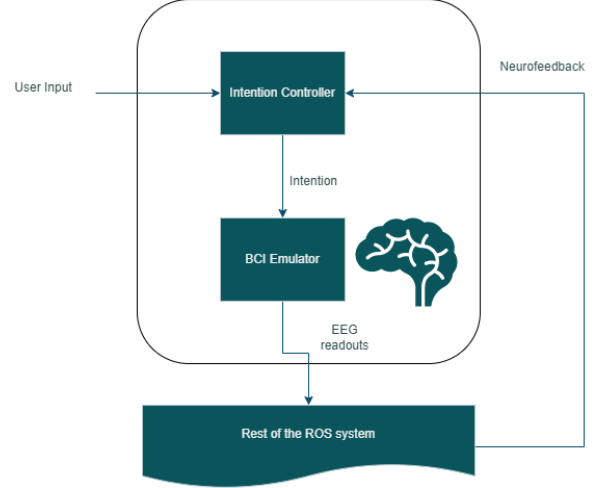 Neurofeedback
User Input
Intention Controller
Intention
BCI Emulator
EEG
readouts
Rest of the ROS system